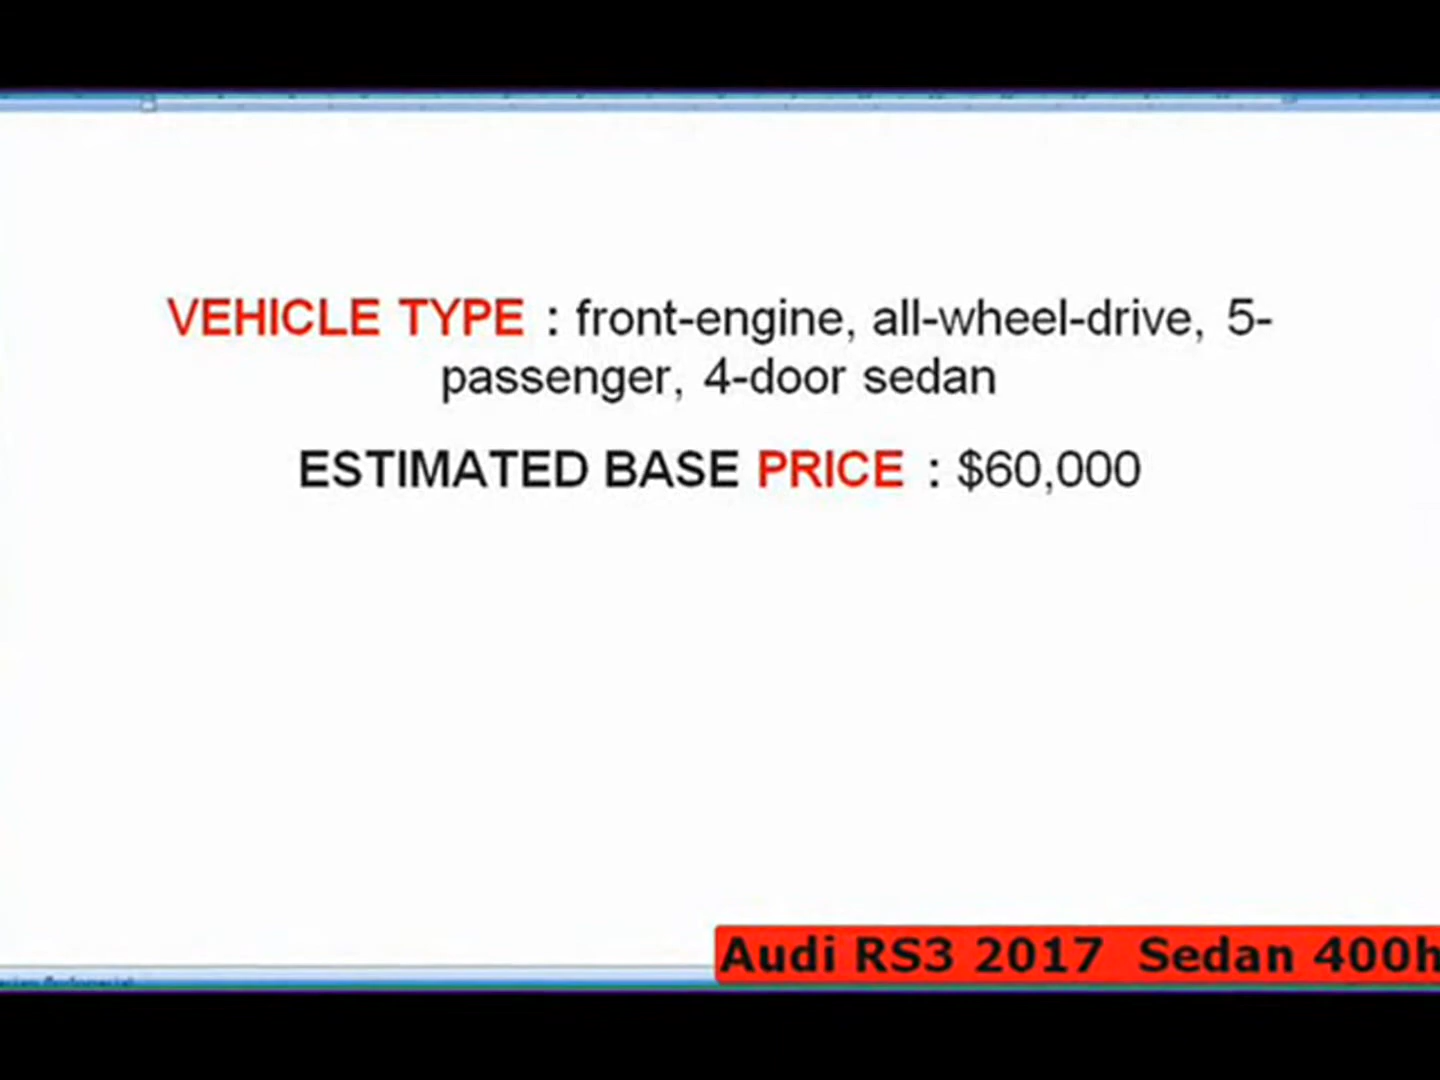 VEHICLE TYPE : front-engine, all-wheel-drive, 5-
passenger, 4-door sedan
ESTIMATED BASE PRICE : $60,000
Audi RS3 2017 Sedan 400h